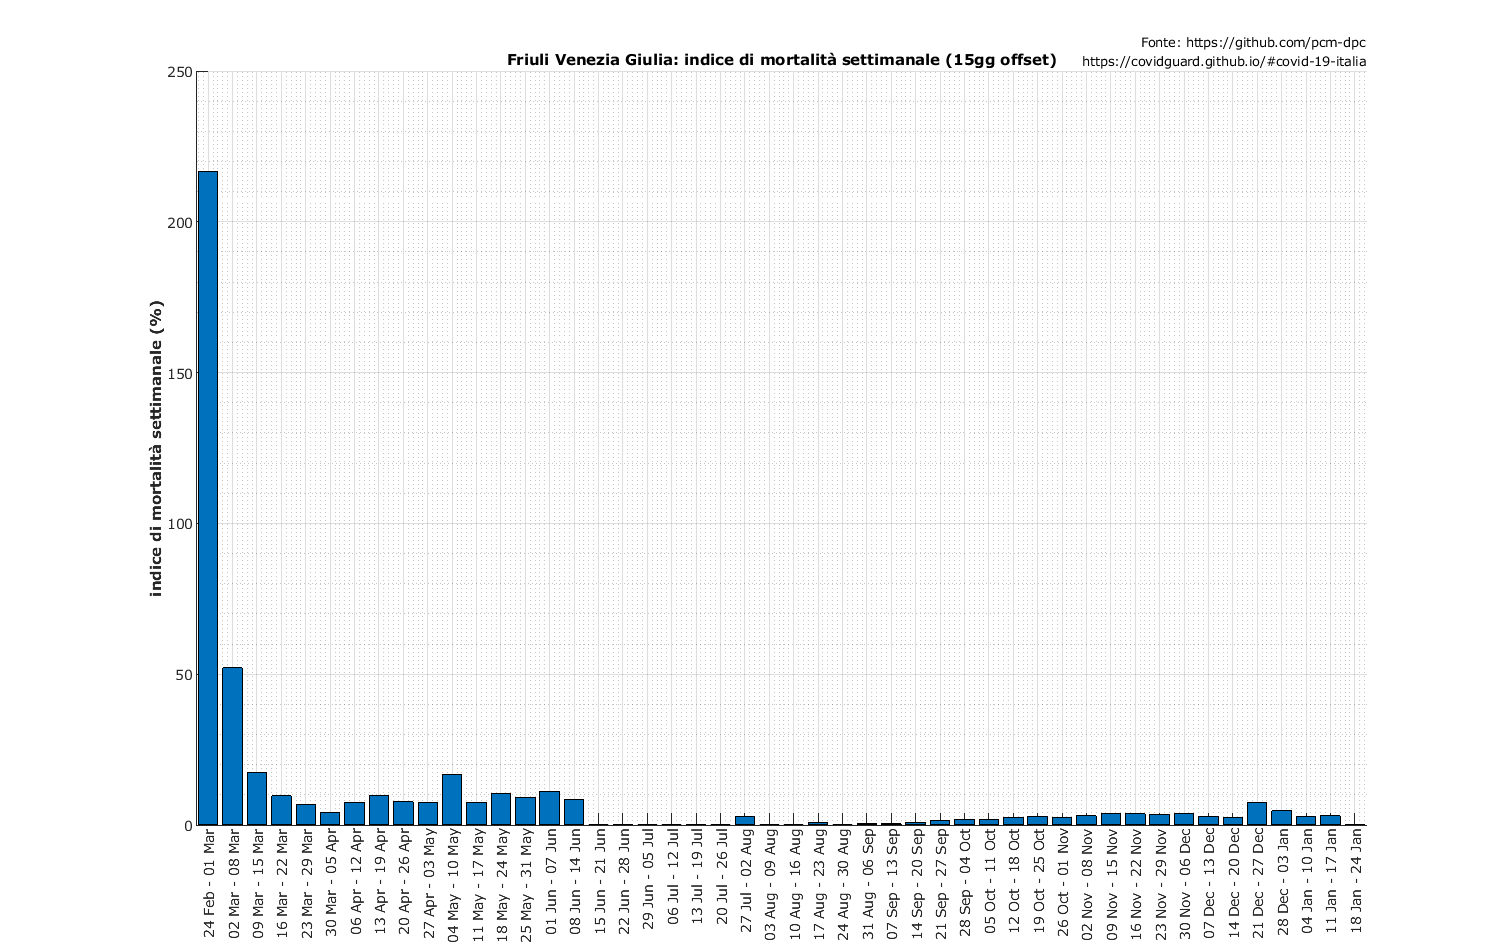 Fonte: https://github.com/pcm-dpc
Friuli Venezia Giulia: indice di mortalità settimanale (15gg offset)
https://covidguard.github.io/#covid-19-italia
indice di mortalità settimanale (%)
250
200
150
100
50
0
24 Feb - 01 Mar
02 Mar - 08 Mar
09 Mar - 15 Mar
16 Mar - 22 Mar
23 Mar - 29 Mar
30 Mar - 05 Apr
06 Apr - 12 Apr
13 Apr - 19 Apr
20 Apr - 26 Apr
27 Apr - 03 May
04 May - 10 May
11 May - 17 May
18 May - 24 May
25 May - 31 May
01 Jun - 07 Jun
08 Jun - 14 Jun
15 Jun - 21 Jun
22 Jun - 28 Jun
29 Jun - 05 Jul
06 Jul - 12 Jul
13 Jul - 19 Jul
20 Jul - 26 Jul
27 Jul - 02 Aug
03 Aug - 09 Aug
10 Aug - 16 Aug
17 Aug - 23 Aug
24 Aug - 30 Aug
31 Aug - 06 Sep
07 Sep - 13 Sep
14 Sep - 20 Sep
21 Sep - 27 Sep
28 Sep - 04 Oct
05 Oct - 11 Oct
12 Oct - 18 Oct
19 Oct - 25 Oct
26 Oct - 01 Nov
02 Nov - 08 Nov
09 Nov - 15 Nov
16 Nov - 22 Nov
23 Nov - 29 Nov
30 Nov - 06 Dec
07 Dec - 13 Dec
14 Dec - 20 Dec
21 Dec - 27 Dec
28 Dec - 03 Jan
04 Jan - 10 Jan
11 Jan - 17 Jan
18 Jan - 24 Jan